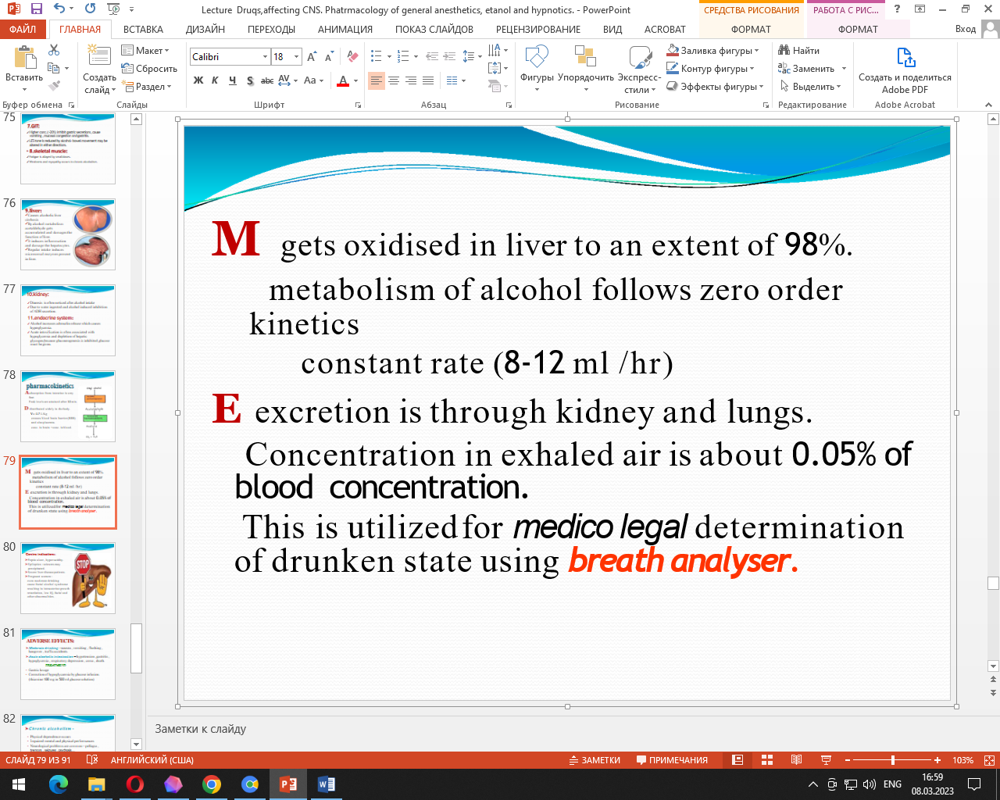 Lecture Druqs,affecting CNS. Phatrmacology of general anesthetics, etanol and hypnotics. - PowerPoint
СРЕДСТВА РИСОВАНИЯ
РАБОТА С РИС...
ФАЙЛ ГЛАВНАЯ ВСТАВКА ДИЗАЙН ПЕРЕХОДЫ АНИМАЦИЯ ПОКАЗ СЛАЙДОВ РЕЦЕНЗИРОВАНИЕ ВИД ACROBAT ФОРМАТ ФОРМАТ Вход
Вставить
Буфер обмена
Создать
слайд
Макет
Сбросить
Раздел
Слайды
Calibri 18
Ж К Ч S abc AV Aa A
Шрифт
Абзац
Фигуры
Упорядочить
Экспресс-
стили
Заливка фигуры
Контур фигуры
Эффекты фигуры
Рисование
Найти
Заменить
Выделить
Редактирование
Создать и поделиться
Adobe PDF
Adobe Acrobat
75
7.GIT:
8.skeletal muscle:
76
9.liver:
77
10.kidney:
11.endocrine system:
78
pharmacokinetics
79
M gets oxidised in liver to an extent of 98%.
metabolism of alcohol follows zero order
kinetics
constant rate (8-12 ml /hr)
E excretion is through kidney and lungs.
Concentration in exhaled air is about 0.05% of
blood concentration.
This is utilized for medico legal determination
of drunken state using breath analyser.
80
STOP
81
ADVERSE EFFECTS:
82
Chronic alcoholism -
M gets oxidised in liver to an extent of 98%.
metabolism of alcohol follows zero order
kinetics
constant rate (8-12 ml /hr)
E excretion is through kidney and lungs.
Concentration in exhaled air is about 0.05% of
blood concentration.
This is utilized for medico legal determination
of drunken state using breath analyser.
Заметки к слайду
СЛАЙД 79 ИЗ 91 АНГЛИЙСКИЙ (США) ЗАМЕТКИ ПРИМЕЧАНИЯ 103%
ENG
16:59
08.03.2023